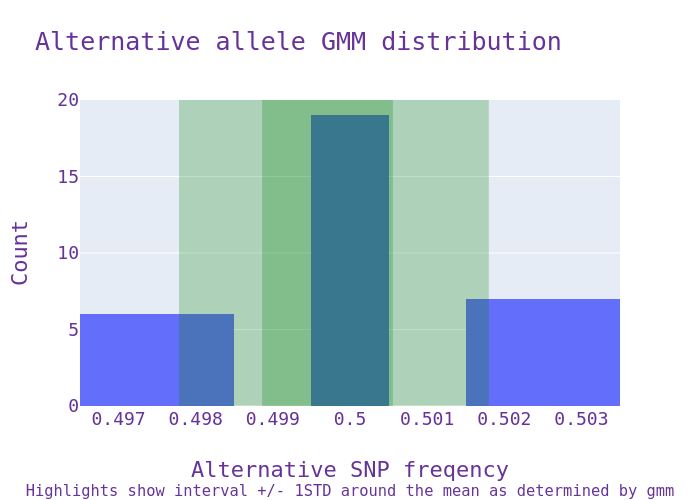 Alternative allele GMM distribution
20
15
10
5
0
Count
0.497 0.498 0.499 0.5 0.501 0.502 0.503
Alternative SNP freqency
Highlights show interval +/- 1STD around the mean as determined by gmm